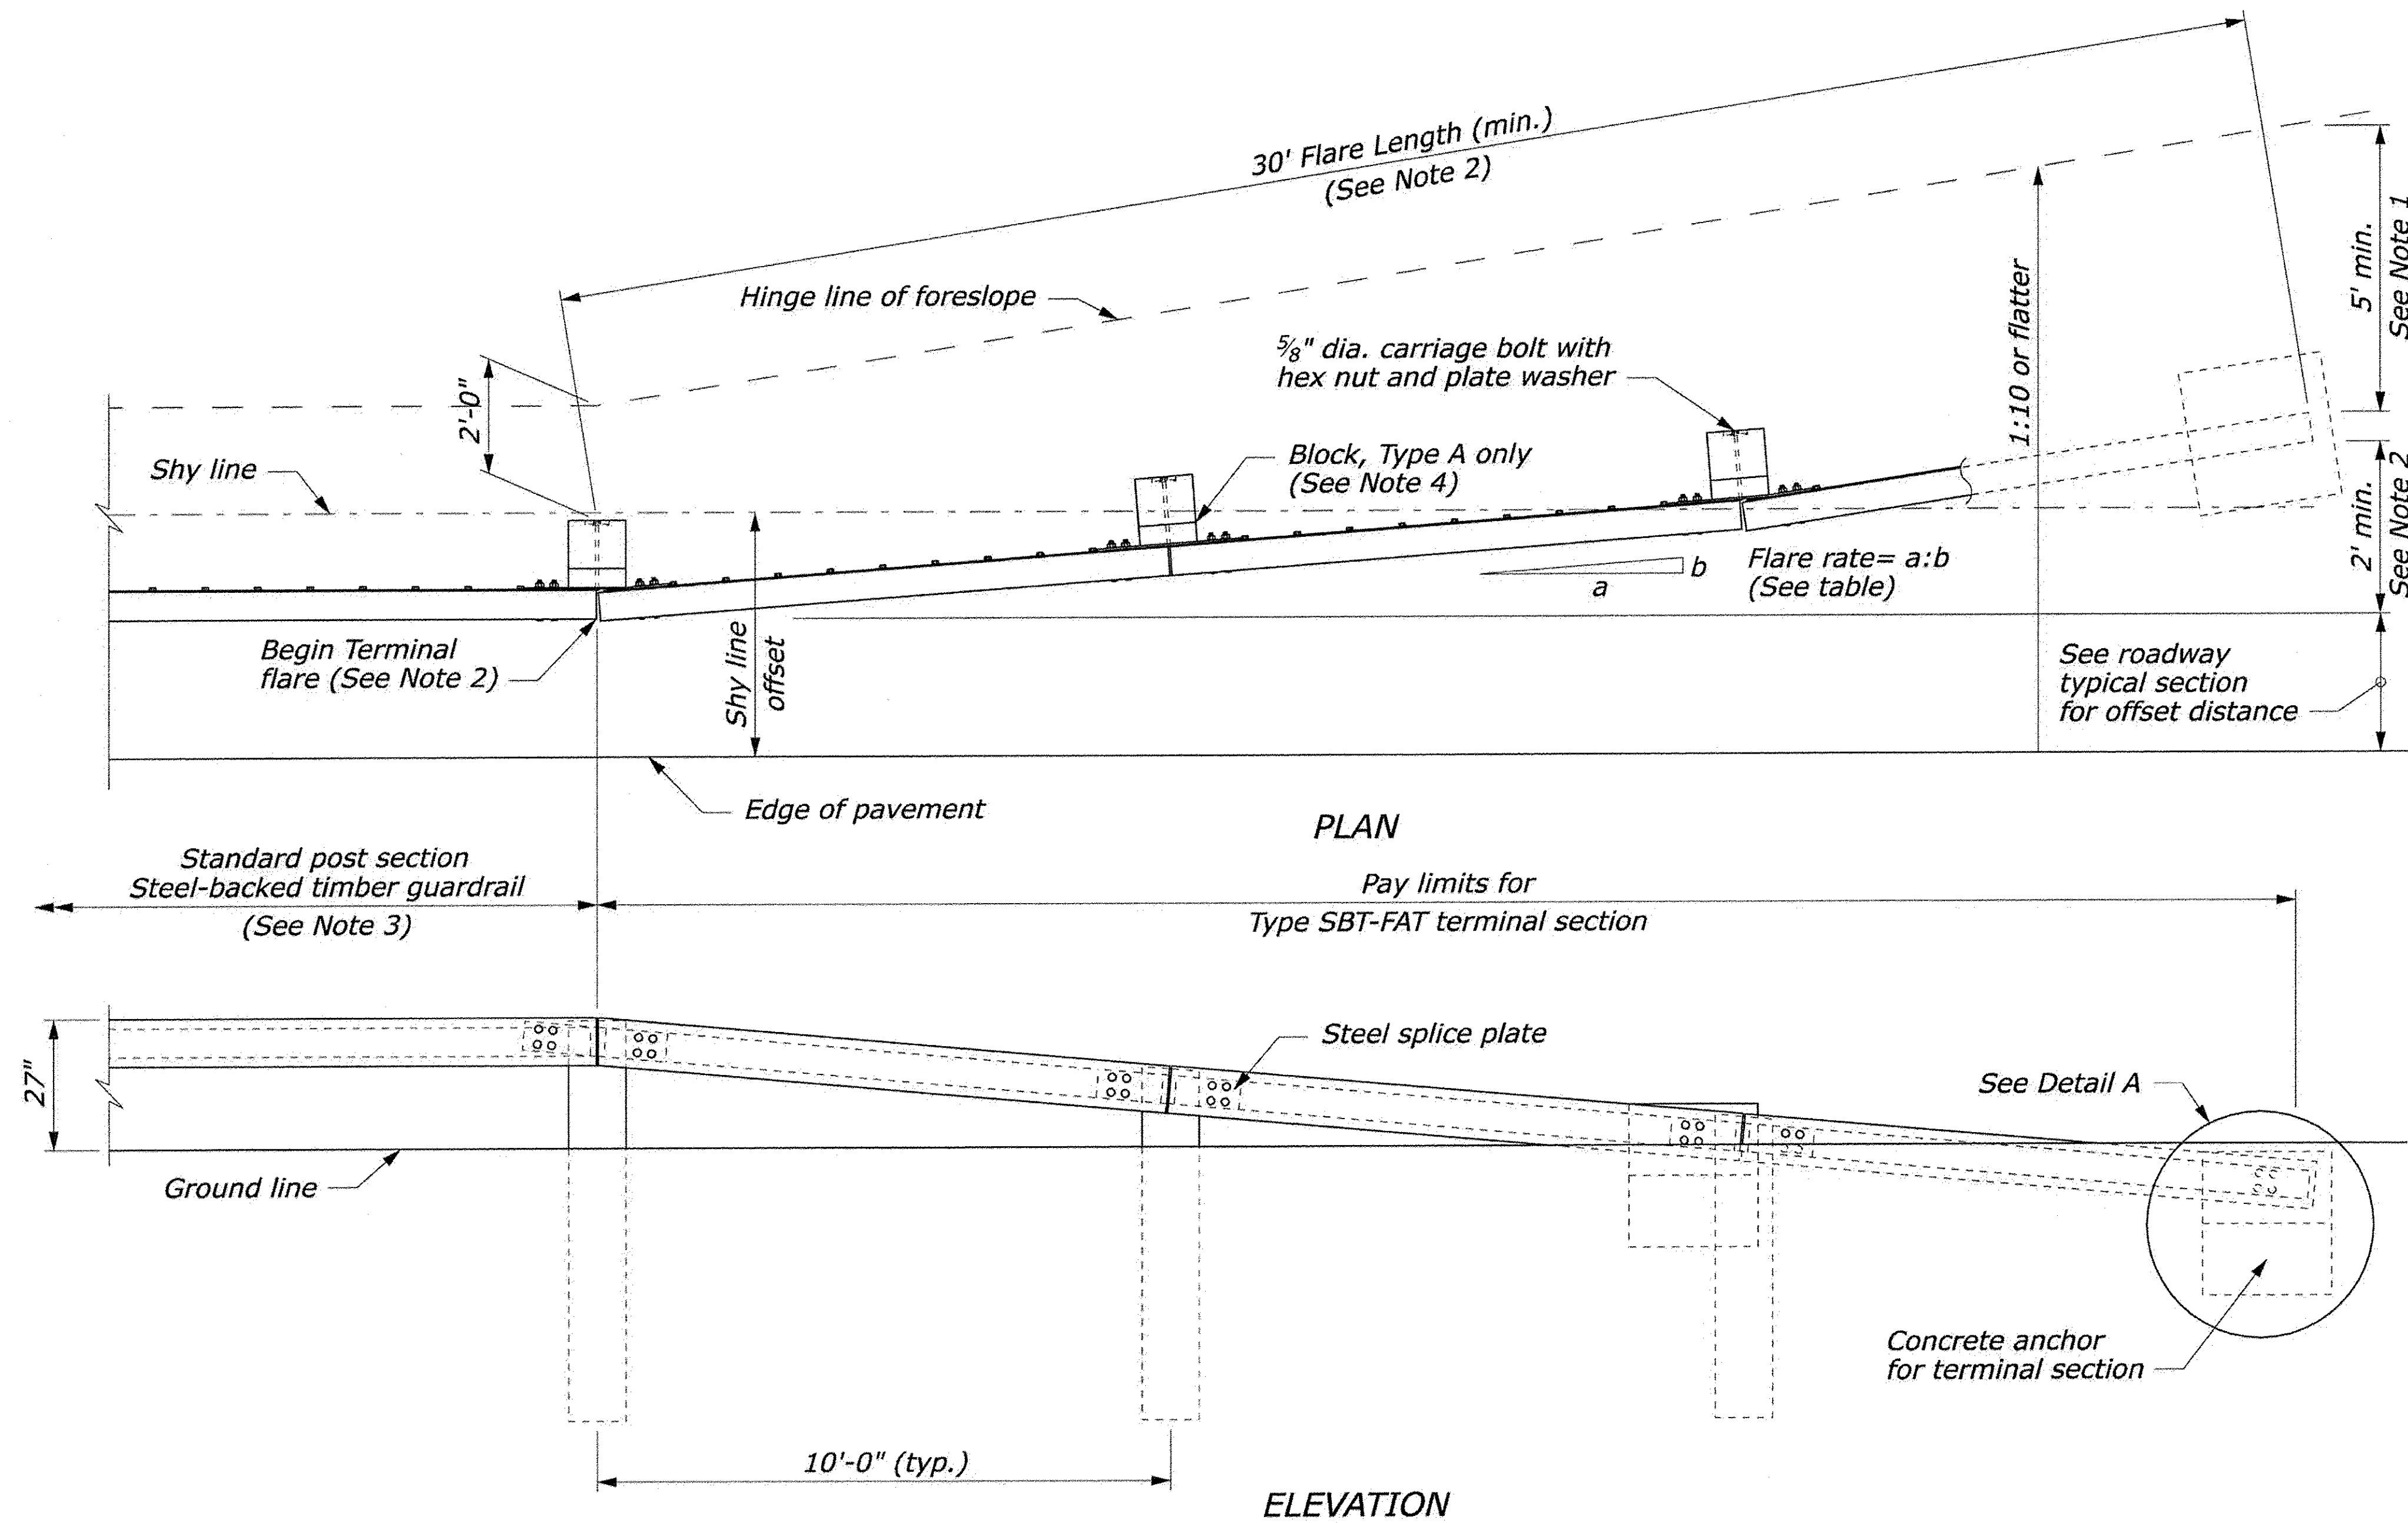 30' Flare Length (min.)
(See Note 2)
Hinge line of foreslope
5/8" dia. carriage bolt with
hex nut and plate washer
2'-0"
Shy line
Block, Type A only
(See Note 4)
1:10 or flatter
5' min.
See Note 1
2' min.
See Note 2
a
b
Flare rate= a:b
(See table)
Begin Terminal
flare (See Note 2)
Shy line
offset
See roadway
typical section
for offset distance
Edge of pavement
PLAN
Standard post section
Steel-backed timber guardrail
(See Note 3)
Pay limits for
Type SBT-FAT terminal section
27"
Steel splice plate
See Detail A
Ground line
Concrete anchor
for terminal section
10'-0" (typ.)
ELEVATION